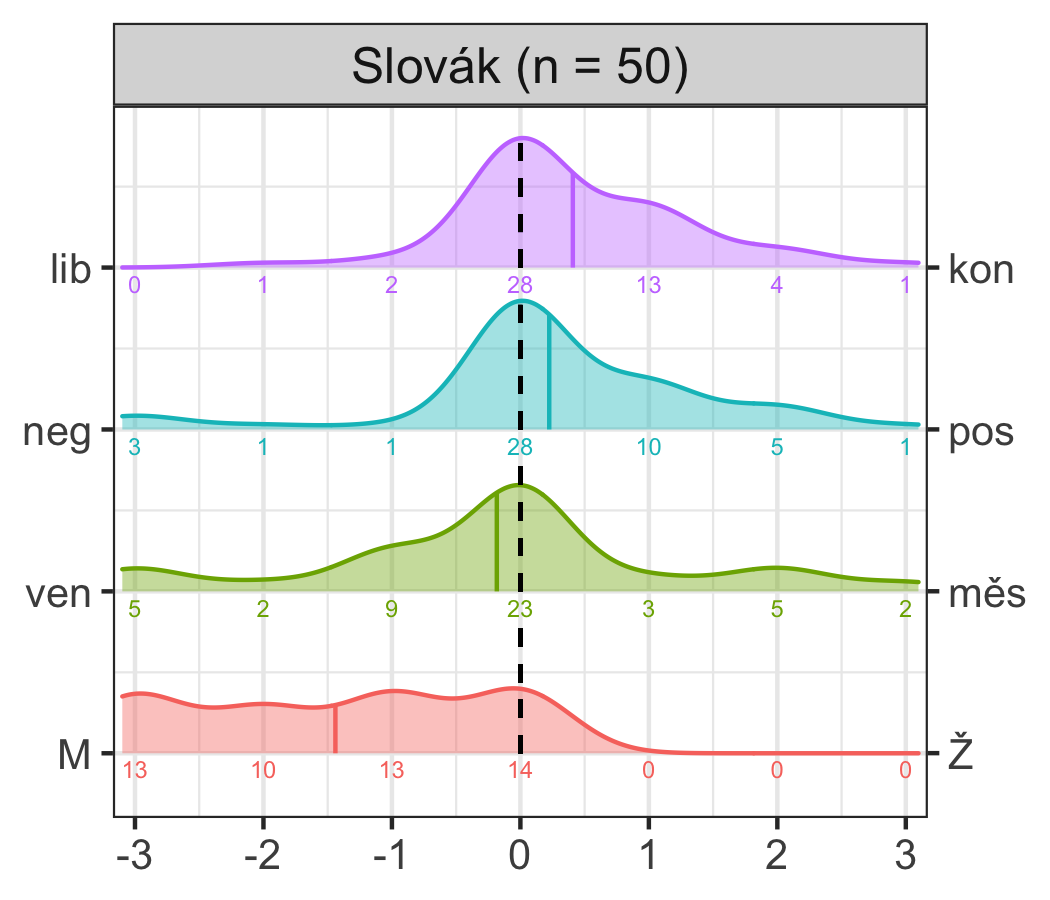 Slovák (n = 50)
lib kon
0 1 2 28 13 4 1
neg pos
3 1 1 28 10 5 1
ven měs
5 2 9 23 3 5 2
M Ž
13 10 13 14 0 0 0
-3 -2 -1 0 1 2 3